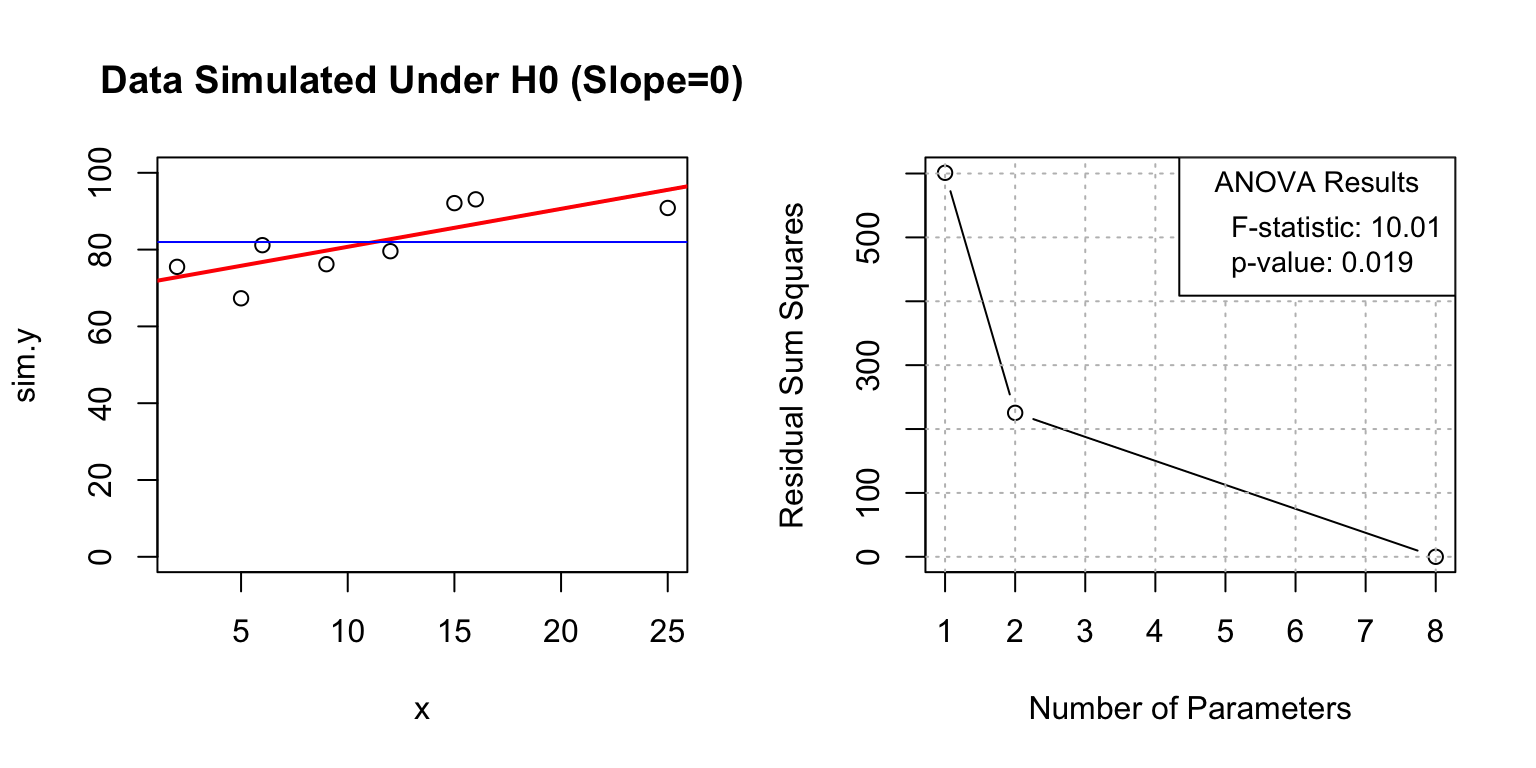 Data Simulated Under H0 (Slope=0)
100
80
60
40
20
0
sim.y
5 10 15 20 25
x
ANOVA Results
F-statistic: 10.01
p-value: 0.019
500
300
100
0
Residual Sum Squares
1 2 3 4 5 6 7 8
Number of Parameters